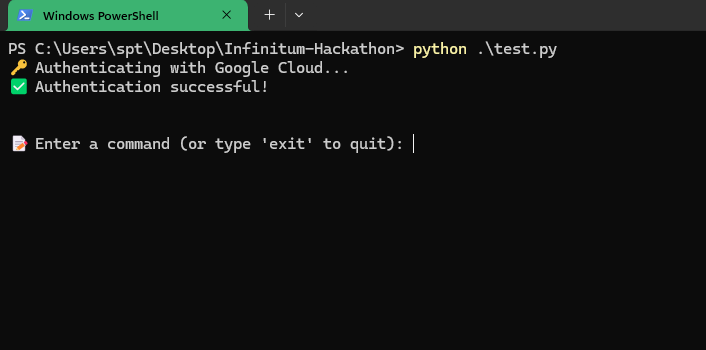 Windows PowerShell
PS C:\Users\spt\Desktop\Infinitum-Hackathon> python .\test.py
🔑 Authenticating with Google Cloud...
✅ Authentication successful!
📝 Enter a command (or type 'exit' to quit):